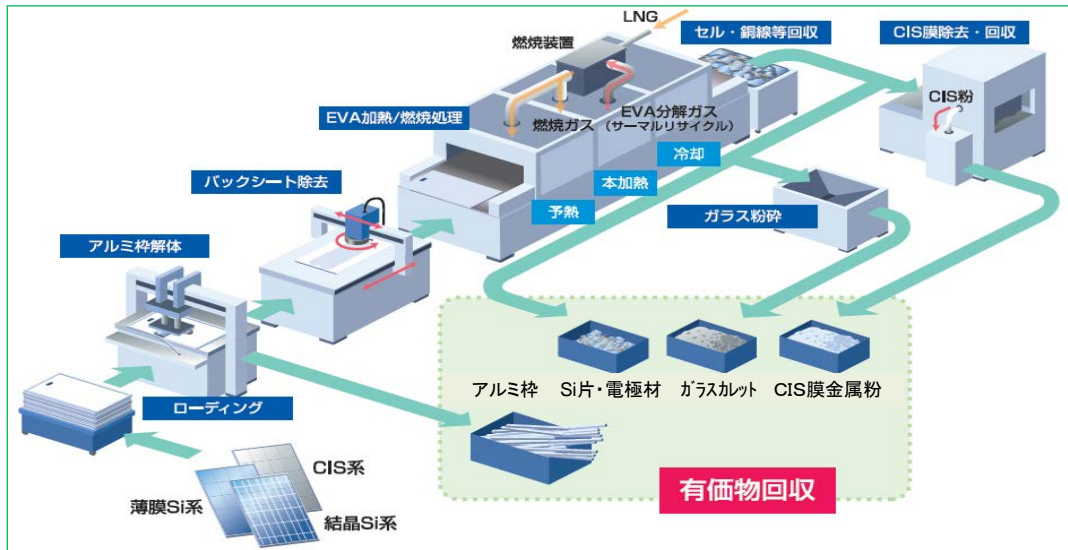 LNG
燃焼装置
セル・銅線等回収
CIS膜除去・回収
CIS粉
EVA加熱/燃焼処理
燃焼ガス
EVA分解ガス
(サーマルリサイクル)
冷却
本加熱
予熱
バックシート除去
ガラス粉砕
アルミ枠解体
ローディング
アルミ枠
Si片・電極材
ガラスカレット
CIS膜金属粉
CIS系
薄膜Si系
結晶Si系
有価物回収